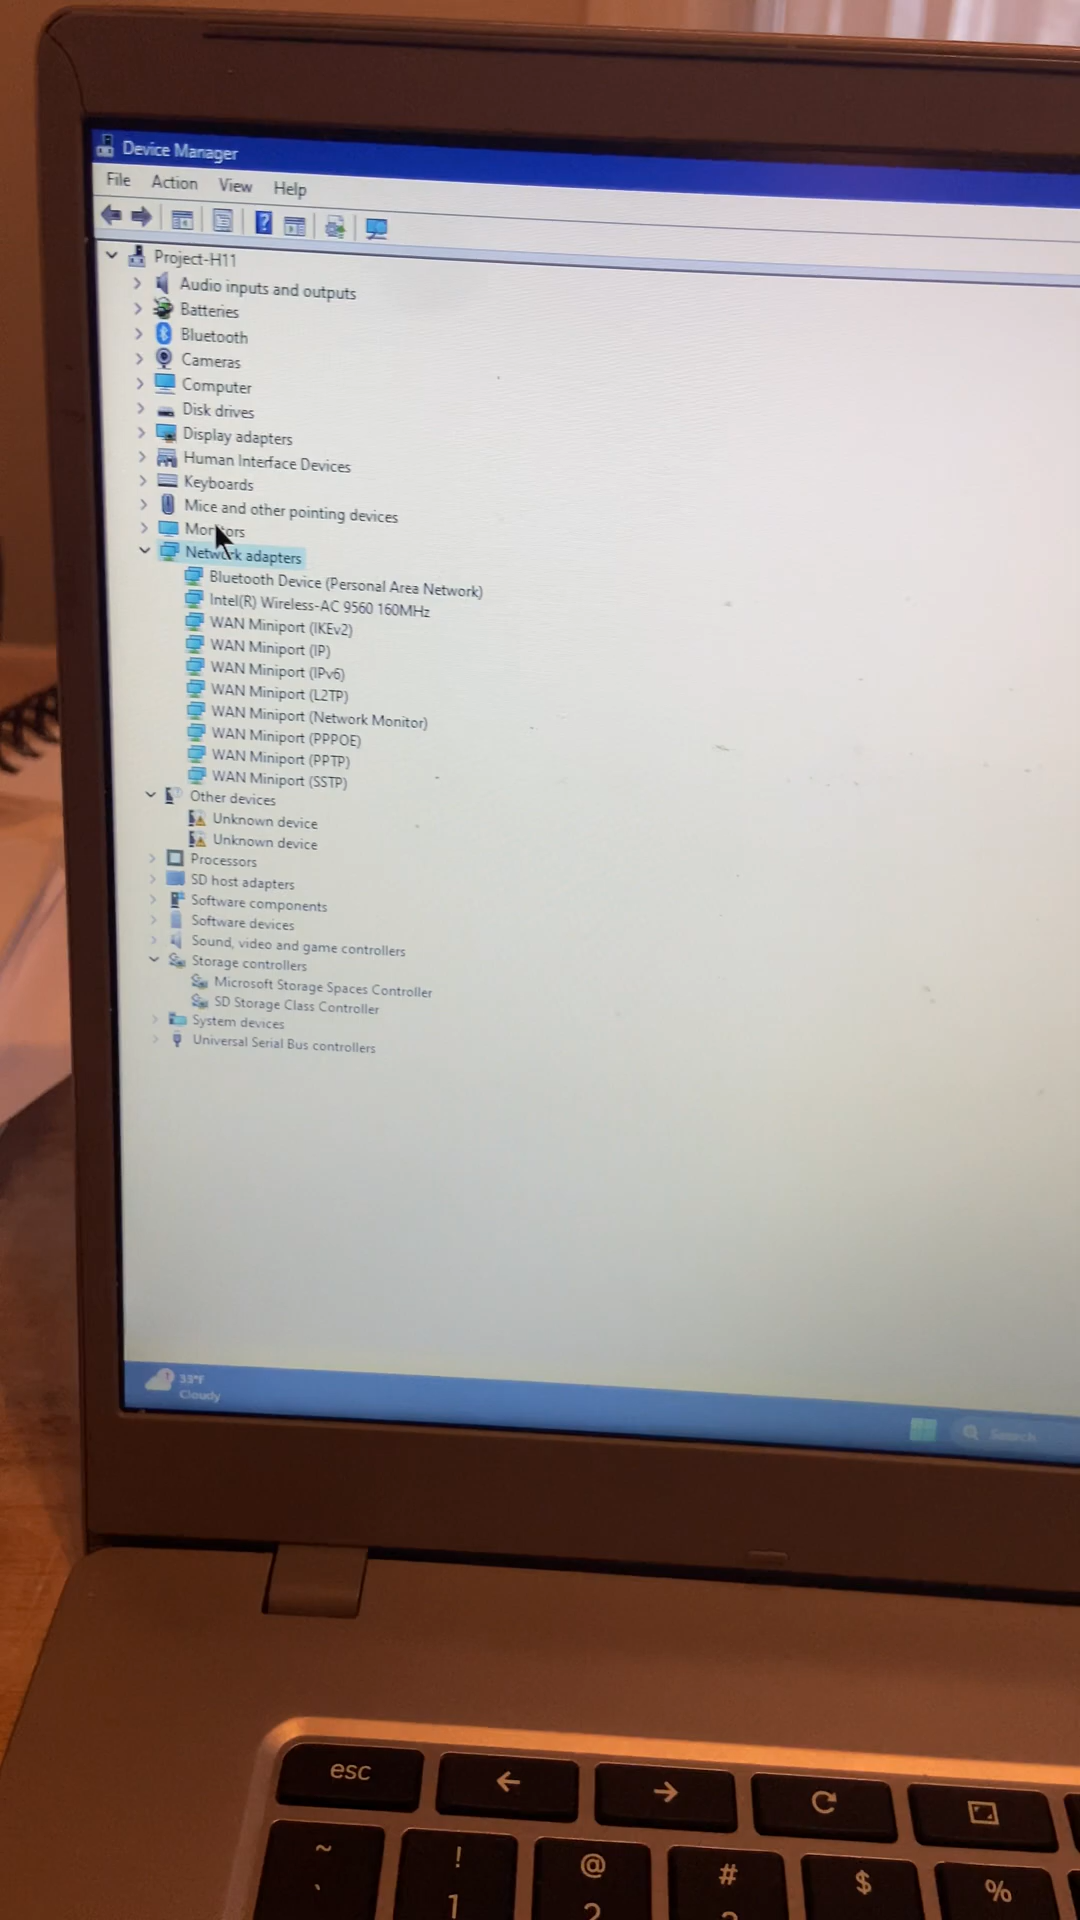 Device Manager
File Action View Help
Project-H11
Audio inputs and outputs
Batteries
Bluetooth
Cameras
Computer
Disk drives
Display adapters
Human Interface Devices
Keyboards
Mice and other pointing devices
Monitors
Network adapters
Bluetooth Device (Personal Area Network)
Intel(R) Wireless-AC 9560 160MHz
WAN Miniport (IKEv2)
WAN Miniport (IP)
WAN Miniport (IPv6)
WAN Miniport (L2TP)
WAN Miniport (Network Monitor)
WAN Miniport (PPPOE)
WAN Miniport (PPTP)
WAN Miniport (SSTP)
Other devices
Unknown device
Unknown device
Processors
SD host adapters
Software components
Software devices
Sound, video and game controllers
Storage controllers
Microsoft Storage Spaces Controller
SD Storage Class Controller
System devices
Universal Serial Bus controllers
33°F
Cloudy
Search
esc
~ ! @ # $ %
` 1 2